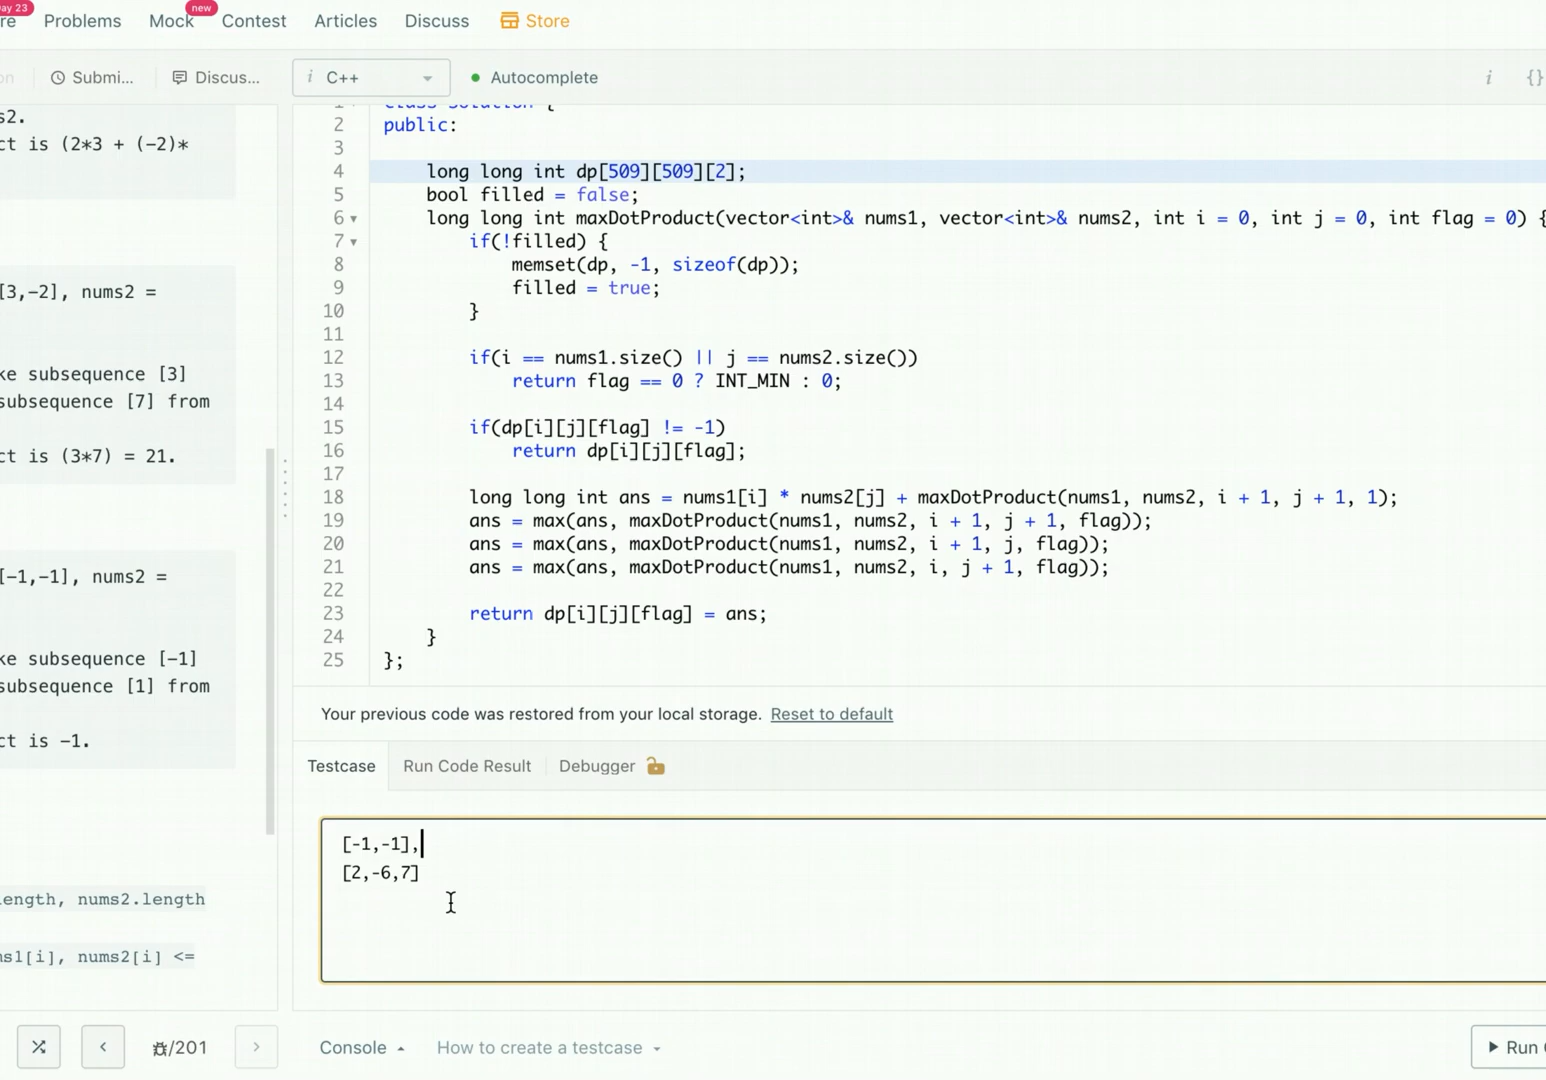 re Day 23 Problems Mock new Contest Articles Discuss Store
on Submi... Discus... i C++ Autocomplete i {}
s2.
ct is (2*3 + (-2)*
[3,-2], nums2 =
ke subsequence [3]
subsequence [7] from
ct is (3*7) = 21.
[-1,-1], nums2 =
ke subsequence [-1]
subsequence [1] from
ct is -1.
length, nums2.length
ms1[i], nums2[i] <=
1 class Solution {
2 public:
3
4 long long int dp[509][509][2];
5 bool filled = false;
6 long long int maxDotProduct(vector<int>& nums1, vector<int>& nums2, int i = 0, int j = 0, int flag = 0) {
7 if(!filled) {
8 memset(dp, -1, sizeof(dp));
9 filled = true;
10 }
11
12 if(i == nums1.size() || j == nums2.size())
13 return flag == 0 ? INT_MIN : 0;
14
15 if(dp[i][j][flag] != -1)
16 return dp[i][j][flag];
17
18 long long int ans = nums1[i] * nums2[j] + maxDotProduct(nums1, nums2, i + 1, j + 1, 1);
19 ans = max(ans, maxDotProduct(nums1, nums2, i + 1, j + 1, flag));
20 ans = max(ans, maxDotProduct(nums1, nums2, i + 1, j, flag));
21 ans = max(ans, maxDotProduct(nums1, nums2, i, j + 1, flag));
22
23 return dp[i][j][flag] = ans;
24 }
25 };
Your previous code was restored from your local storage. Reset to default
Testcase Run Code Result Debugger
[-1,-1],
[2,-6,7]
/201 Console How to create a testcase Run